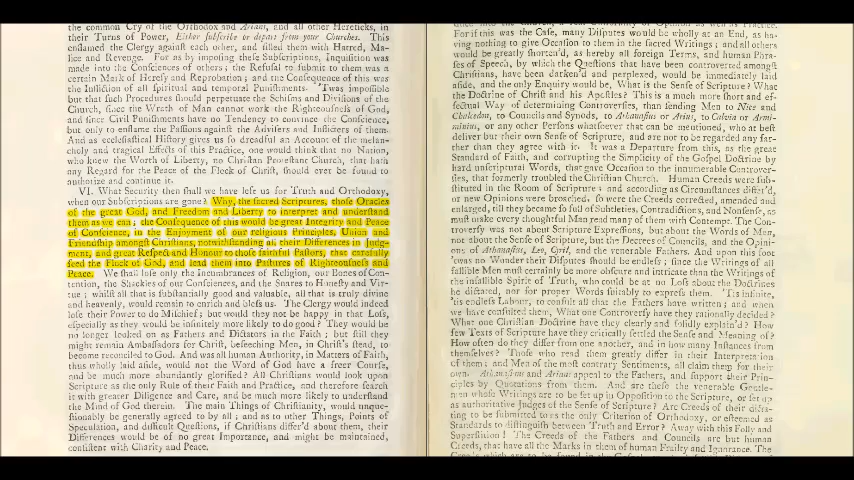 the common Cry of the Orthodox and Arians, and all other Hereticks, in
their Turns of Power, Either subscribe or depart from your Churches. This
enflamed the Clergy against each other, and filled them with Hatred, Ma-
lice and Revenge. For as by imposing these Subscriptions, Inquisition was
made into the Consciences of others; the Refusal to submit to them was a
certain Mark of Heresy and Reprobation; and the Consequence of this was
the Infliction of all spiritual and temporal Punishments. 'Twas impossible
but that such Procedures should perpetuate the Schisms and Divisions of the
Church, since the Wrath of Man cannot work the Righteousness of God,
and since Civil Punishments have no Tendency to convince the Conscience,
but only to enflame the Passions against the Advisers and Inflicters of them.
And as ecclesiastical History gives us so dreadful an Account of the melan-
choly and tragical Effects of this Practice, one would think that no Nation,
who knew the Worth of Liberty, no Christian Protestant Church, that hath
any Regard for the Peace of the Flock of Christ, should ever be found to
authorize and continue it.
VI. What Security then shall we have left us for Truth and Orthodoxy,
when our Subscriptions are gone? Why, the sacred Scriptures, those Oracles
of the great God, and Freedom and Liberty to interpret and understand
them as we can; the Consequence of this would be great Integrity and Peace
of Conscience, in the Enjoyment of our religious Principles, Union and
Friendship amongst Christians, notwithstanding all their Differences in Judg-
ment, and great Respect and Honour to those faithful Pastors, that carefully
feed the Flock of God, and lead them into Pastures of Righteousness and
Peace. We shall lose only the Incumbrances of Religion, our Bones of Con-
tention, the Shackles of our Consciences, and the Snares to Honesty and Vir-
tue; whilst all that is substantially good and valuable, all that is truly divine
and heavenly, would remain to enrich and bless us. The Clergy would indeed
lose their Power to do Mischief; but would they not be happy in that Loss,
especially as they would be infinitely more likely to do good? They would be
no longer looked on as Fathers and Dictators in the Faith; but still they
might remain Ambassadors for Christ, beseeching Men, in Christ's stead, to
become reconciled to God. And was all human Authority, in Matters of Faith,
thus wholly laid aside, would not the Word of God have a freer Course,
and be much more abundantly glorified? All Christians would look upon
Scripture as the only Rule of their Faith and Practice, and therefore search
it with greater Diligence and Care, and be much more likely to understand
the Mind of God therein. The main Things of Christianity, would unque-
stionably be generally agreed to by all; and as to other Things, Points of
Speculation, and difficult Questions, if Christians differ'd about them, their
Differences would be of no great Importance, and might be maintained,
consistent with Charity and Peace.
For if this was the Case, many Disputes would be wholly at an End, as ha-
ving nothing to give Occasion to them in the sacred Writings; and all others
would be greatly shorten'd, as hereby all foreign Terms, and human Phra-
ses of Speech, by which the Questions that have been controverted amongst
Christians, have been darken'd and perplexed, would be immediately laid
aside, and the only Enquiry would be, What is the Sense of Scripture? What
the Doctrine of Christ and his Apostles? This is a much more short and ef-
fectual Way of determining Controversies, than sending Men to Nice and
Chalcedon, to Councils and Synods, to Athanasius or Arius, to Calvin or Armi-
minius, or any other Persons whatsoever that can be mentioned, who at best
deliver but their own Sense of Scripture, and are not to be regarded any far-
ther than they agree with it. It was a Departure from this, as the great
Standard of Faith, and corrupting the Simplicity of the Gospel Doctrine by
hard unscriptural Words, that gave Occasion to the innumerable Controver-
sies, that formerly troubled the Christian Church. Human Creeds were sub-
stituted in the Room of Scripture; and according as Circumstances differ'd,
or new Opinions were broached, so were the Creeds corrected, amended and
enlarged, till they became so full of Subtleties, Contradictions, and Nonsense, as
must make every thoughtful Man read many of them with Contempt. The Con-
troversy was not about Scripture Expressions, but about the Words of Men,
not about the Sense of Scripture, but the Decrees of Councils, and the Opini-
ons of Athanasius, Leo, Cyril, and the venerable Fathers. And upon this foot
'twas no Wonder their Disputes should be endless; since the Writings of all
fallible Men must certainly be more obscure and intricate than the Writings of
the infallible Spirit of Truth, who could be at no Loss about the Doctrines
he dictated, nor for proper Words suitably to express them. 'Tis infinite,
'tis endless Labour, to consult all that the Fathers have written; and when
we have consulted them, What one Controversy have they rationally decided?
What one Christian Doctrine have they clearly and solidly explain'd? How
few Texts of Scripture have they critically settled the Sense and Meaning of?
How often do they differ from one another, and in how many Instances from
themselves? Those who read them greatly differ in their Interpretation
of them; and Men of the most contrary Sentiments, all claim them for their
own. Athanasians and Arians appeal to the Fathers, and support their Prin-
ciples by Quotations from them. And are these the venerable Gentle-
men whose Writings are to be set up in Opposition to the Scripture, or set up
as authoritative Judges of the Sense of Scripture? Are Creeds of their dicta-
ting to be submitted to as the only Criterion of Orthodoxy, or esteemed as
Standards to distinguish between Truth and Error? Away with this Folly and
Superstition! The Creeds of the Fathers and Councils are but human
Creeds, that have all the Marks in them of human Frailty and Ignorance. The